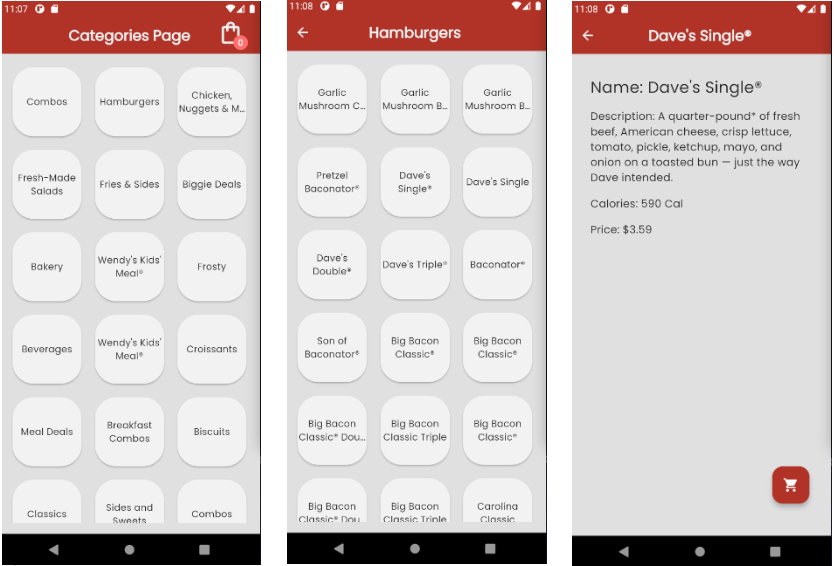 11:07
Categories Page
0
Combos
Hamburgers
Chicken,
Nuggets & M...
Fresh-Made
Salads
Fries & Sides
Biggie Deals
Bakery
Wendy's Kids'
Meal®
Frosty
Beverages
Wendy's Kids'
Meal®
Croissants
Meal Deals
Breakfast
Combos
Biscuits
Classics
Sides and
Sweets
Combos
11:08
Hamburgers
Garlic
Mushroom C...
Garlic
Mushroom B...
Garlic
Mushroom B...
Pretzel
Baconator®
Dave's
Single®
Dave's Single
Dave's
Double®
Dave's Triple®
Baconator®
Son of
Baconator®
Big Bacon
Classic®
Big Bacon
Classic®
Big Bacon
Classic® Dou...
Big Bacon
Classic Triple
Big Bacon
Classic®
Big Bacon
Classic® Dou...
Big Bacon
Classic Triple
Carolina
Classic
11:08
Dave's Single®
Name: Dave's Single®
Description: A quarter-pound* of fresh
beef, American cheese, crisp lettuce,
tomato, pickle, ketchup, mayo, and
onion on a toasted bun — just the way
Dave intended.
Calories: 590 Cal
Price: $3.59